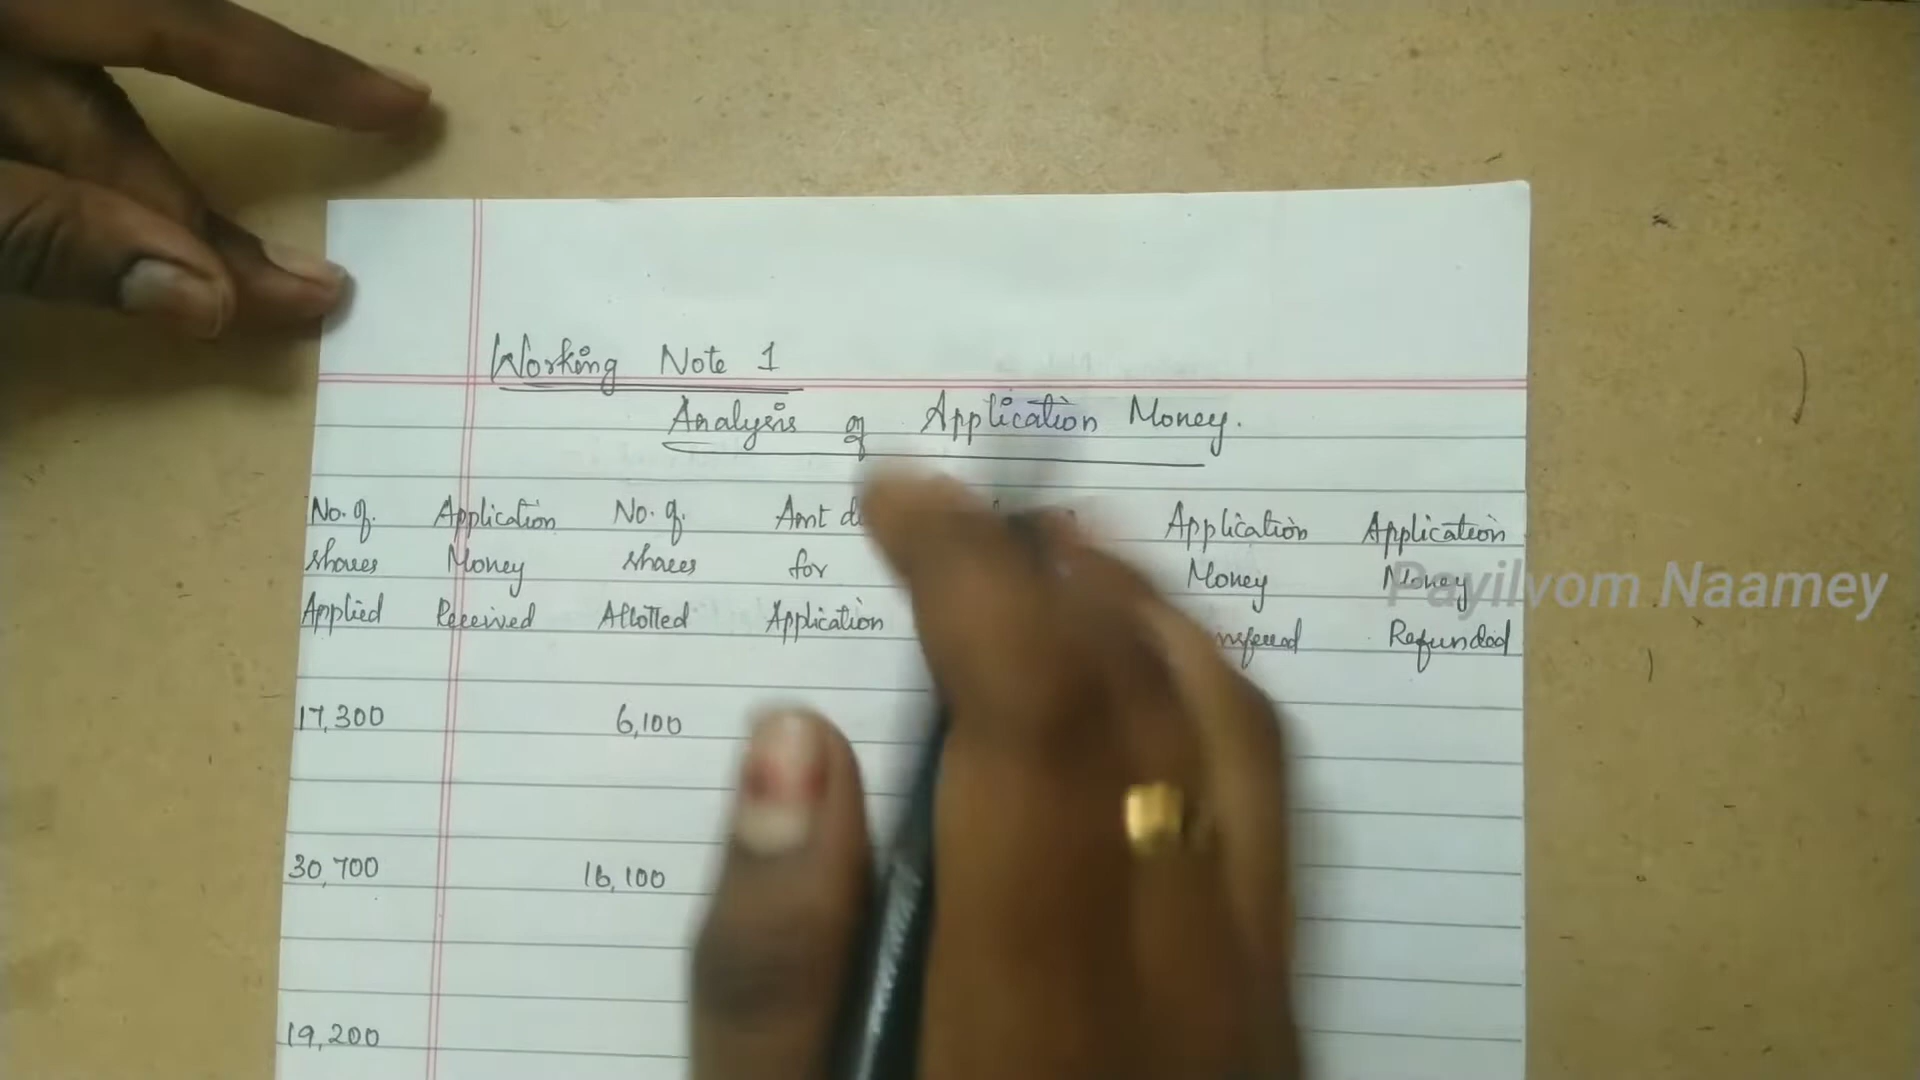 Working Note 1
Analysis of Application Money.
No. of. Application No. of. Amt Application Application
shares Money shares for Money Money
Applied Received Allotted Application Refunded
17,300 6,100
30,700 16,100
19,200
Payilvom Naamey